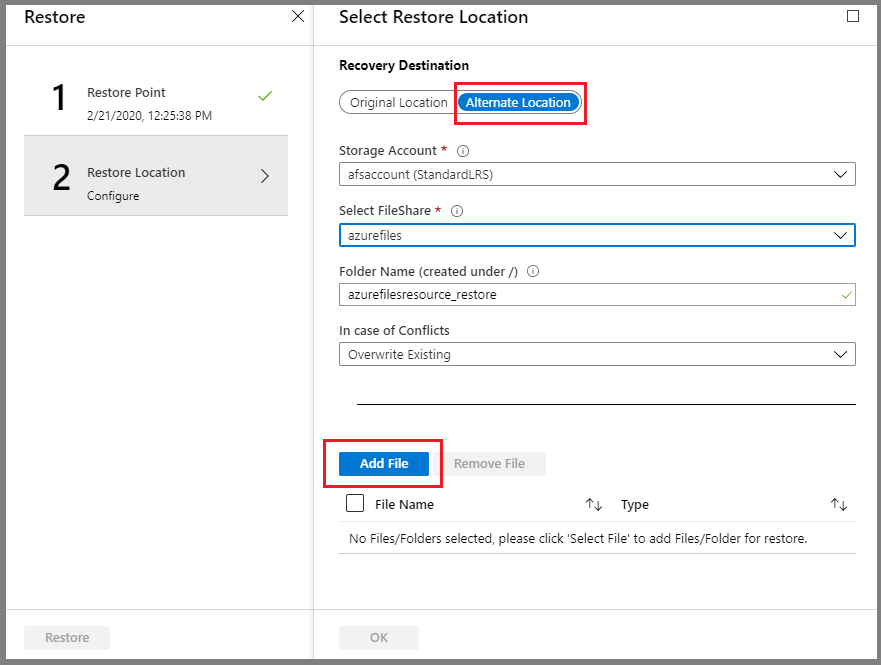 Restore
1
Restore Point
2/21/2020, 12:25:38 PM
2
Restore Location
Configure
Restore
Select Restore Location
Recovery Destination
Original Location
Alternate Location
Storage Account *
afsaccount (StandardLRS)
Select FileShare *
azurefiles
Folder Name (created under /)
azurefilesresource_restore
In case of Conflicts
Overwrite Existing
Add File
Remove File
File Name
Type
No Files/Folders selected, please click 'Select File' to add Files/Folder for restore.
OK